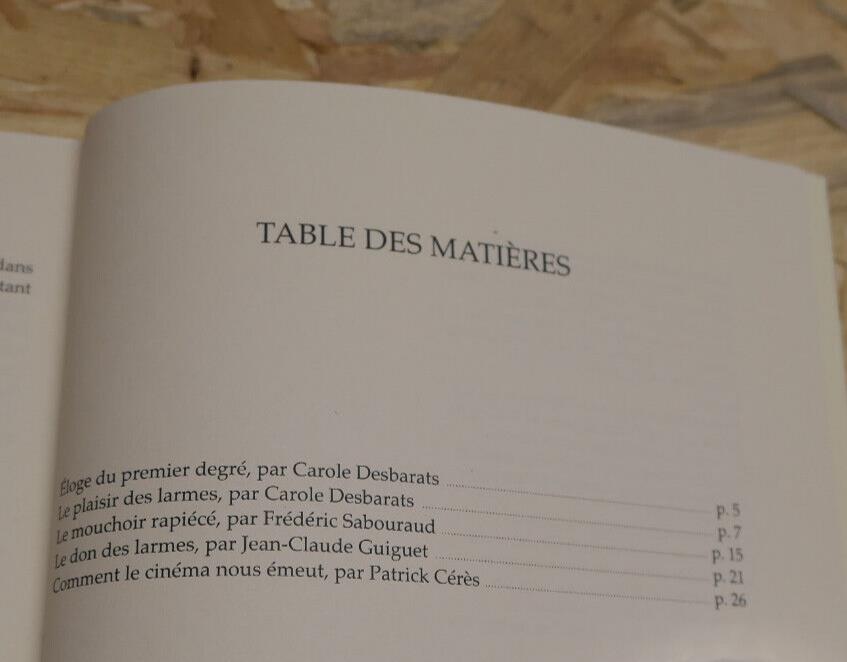 dans
tant
TABLE DES MATIÈRES
Éloge du premier degré, par Carole Desbarats ........ p. 5
Le plaisir des larmes, par Carole Desbarats ........ p. 7
Le mouchoir rapiécé, par Frédéric Sabouraud ........ p. 15
Le don des larmes, par Jean-Claude Guiguet ........ p. 21
Comment le cinéma nous émeut, par Patrick Cérès ........ p. 26